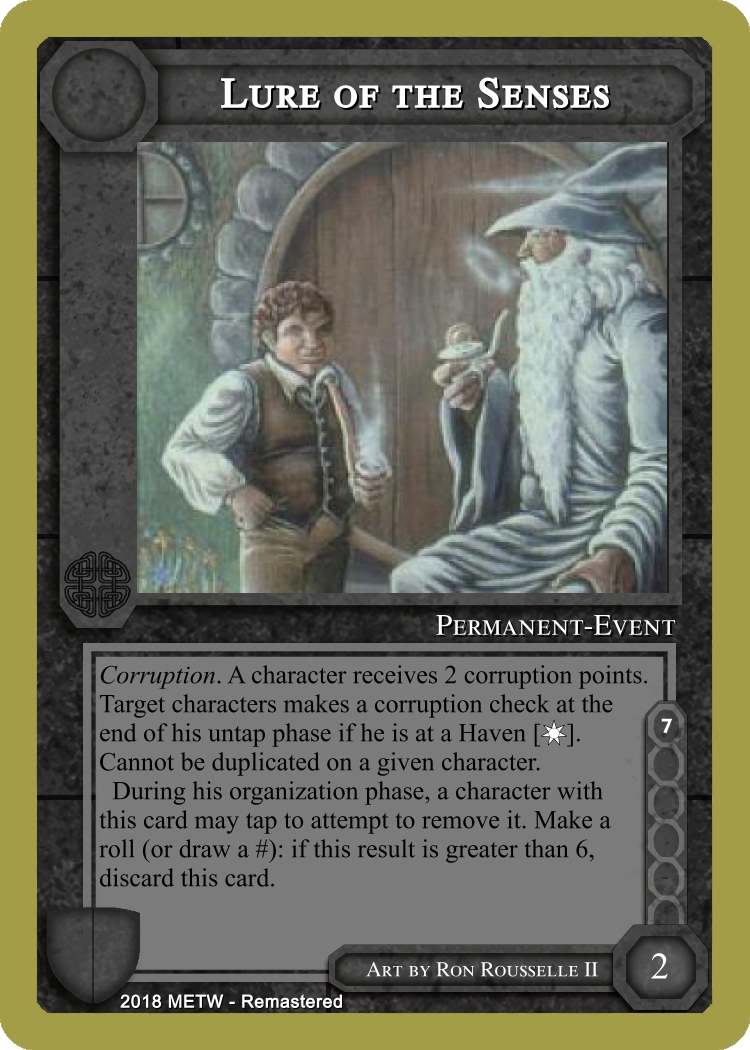 Lure of the Senses
Permanent-Event
Corruption. A character receives 2 corruption points.
Target characters makes a corruption check at the
end of his untap phase if he is at a Haven [☼].
Cannot be duplicated on a given character.
7
During his organization phase, a character with
this card may tap to attempt to remove it. Make a
roll (or draw a #): if this result is greater than 6,
discard this card.
Art by Ron Rousselle II
2
2018 METW - Remastered